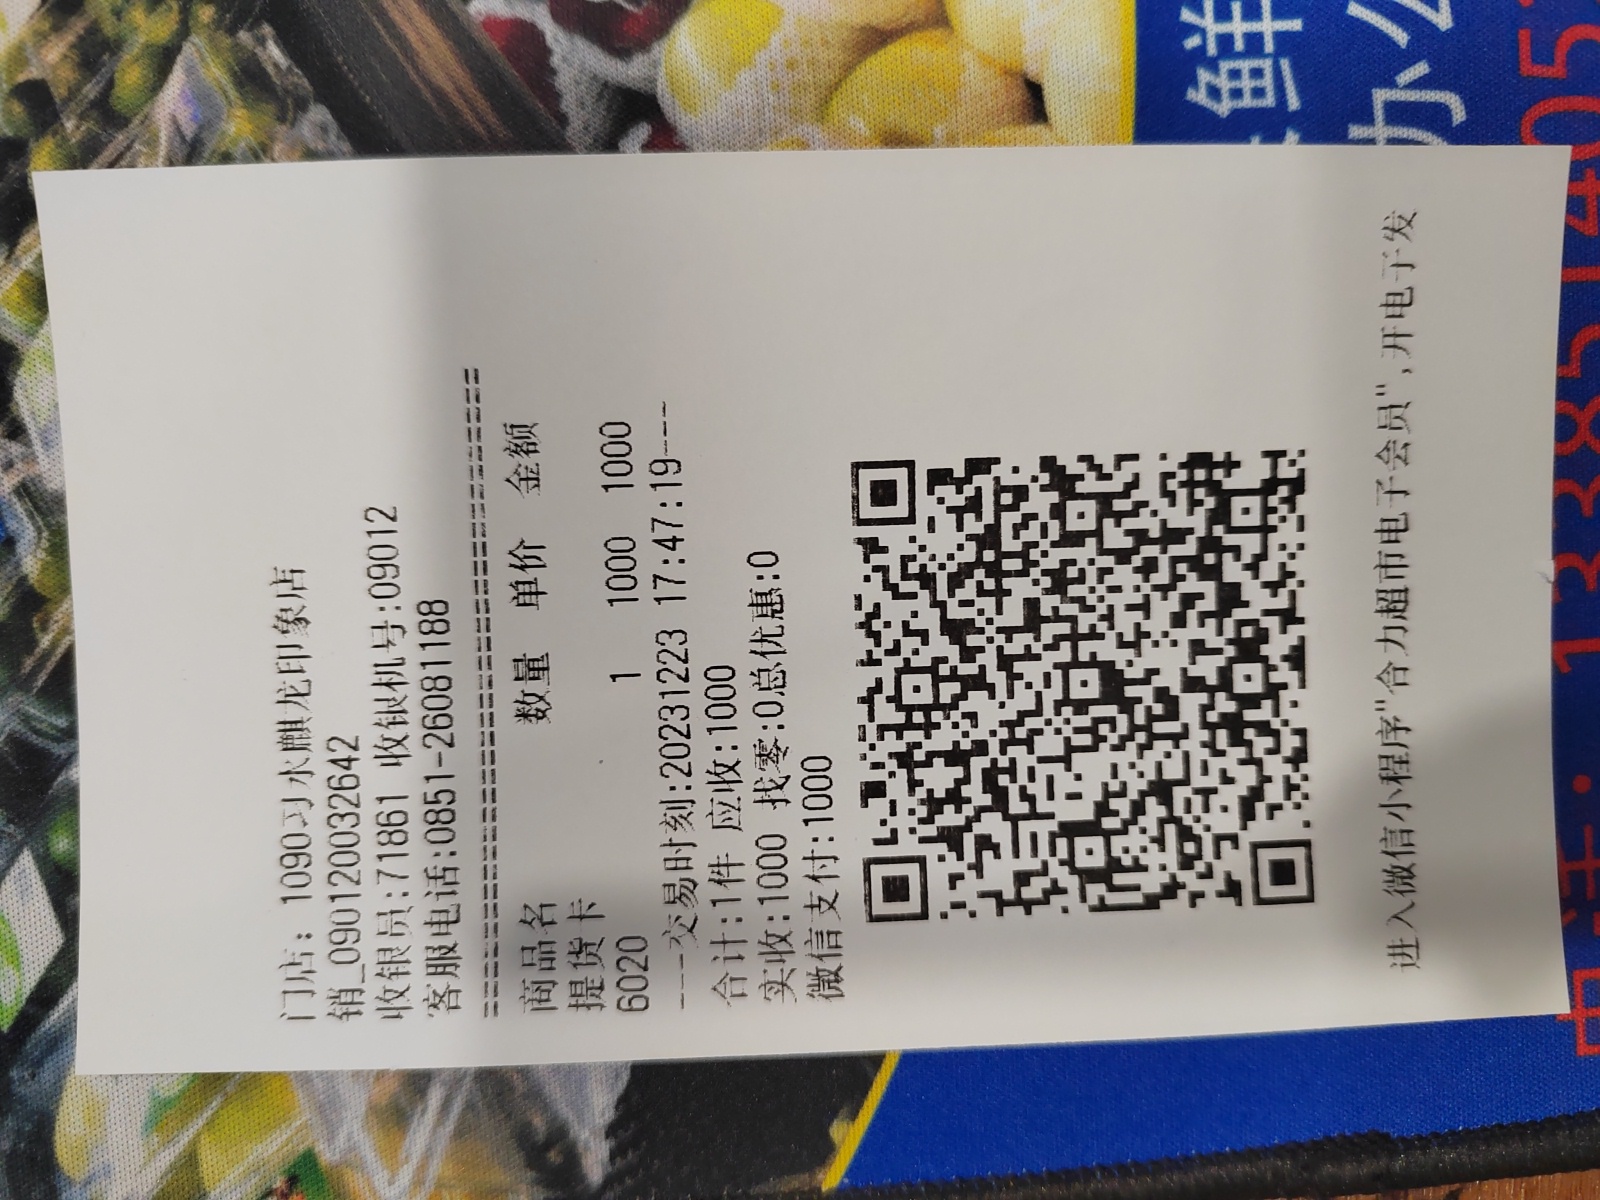 门店: 1090习水麒龙印象店
销_090120032642
收银员:71861 收银机号:09012
客服电话:0851-26081188
================================
商品名 数量 单价 金额
提货卡
6020 1 1000 1000
---交易时刻:20231223 17:47:19---
合计:1件 应收:1000
实收:1000 找零:0总优惠:0
微信支付:1000
进入微信小程序"合力超市电子会员",开电子发
鲜
办公